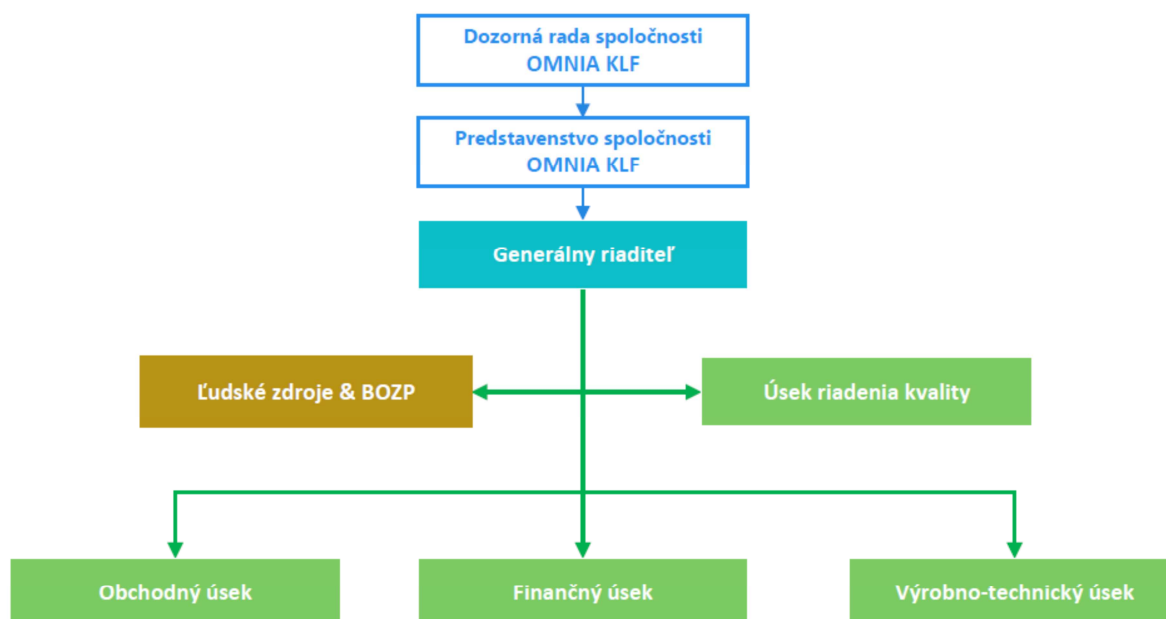 Dozorná rada spoločnosti
OMNIA KLF
Predstavenstvo spoločnosti
OMNIA KLF
Generálny riaditeľ
Ľudské zdroje & BOZP
Úsek riadenia kvality
Obchodný úsek
Finančný úsek
Výrobno-technický úsek